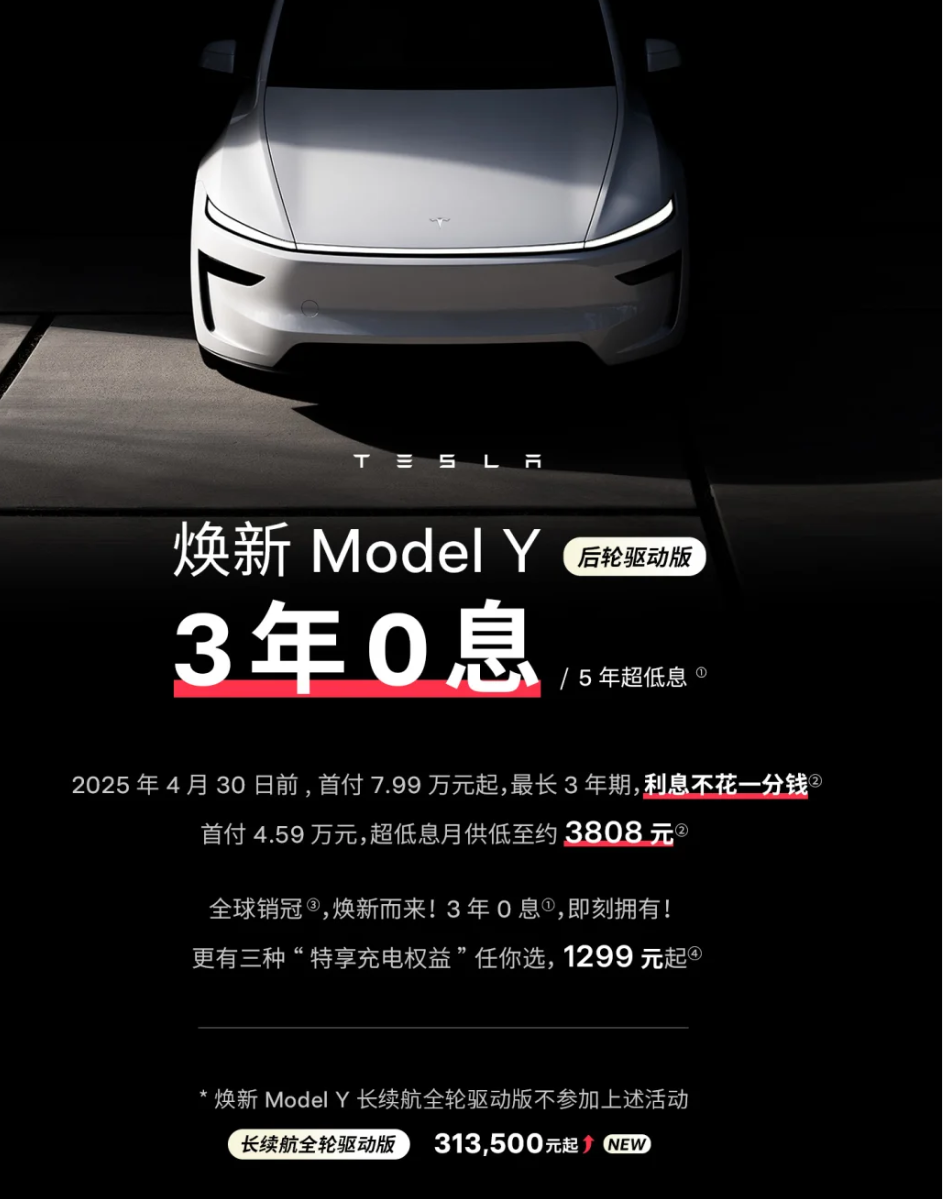 TESLA
焕新 Model Y 后轮驱动版
3年0息 / 5 年超低息 ①
2025 年 4 月 30 日前 , 首付 7.99 万元起,最长 3 年期,利息不花一分钱②
首付 4.59 万元,超低息月供低至约 3808 元②
全球销冠③,焕新而来！3 年 0 息①,即刻拥有！
更有三种“特享充电权益”任你选, 1299 元起④
* 焕新 Model Y 长续航全轮驱动版不参加上述活动
长续航全轮驱动版 313,500元起 NEW